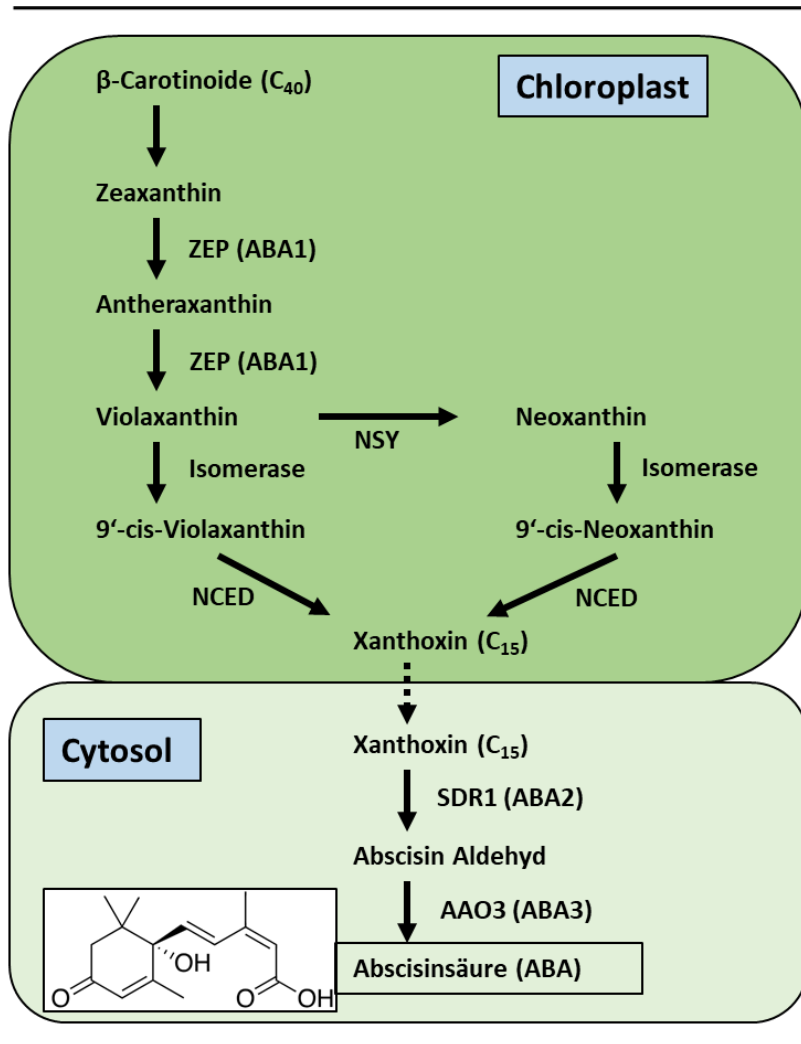 β-Carotinoide (C₄₀)
Chloroplast
Zeaxanthin
ZEP (ABA1)
Antheraxanthin
ZEP (ABA1)
Violaxanthin
NSY
Neoxanthin
Isomerase
Isomerase
9‘-cis-Violaxanthin
9‘-cis-Neoxanthin
NCED
NCED
Xanthoxin (C₁₅)
Cytosol
Xanthoxin (C₁₅)
SDR1 (ABA2)
Abscisin Aldehyd
AAO3 (ABA3)
OH
O
O
OH
Abscisinsäure (ABA)